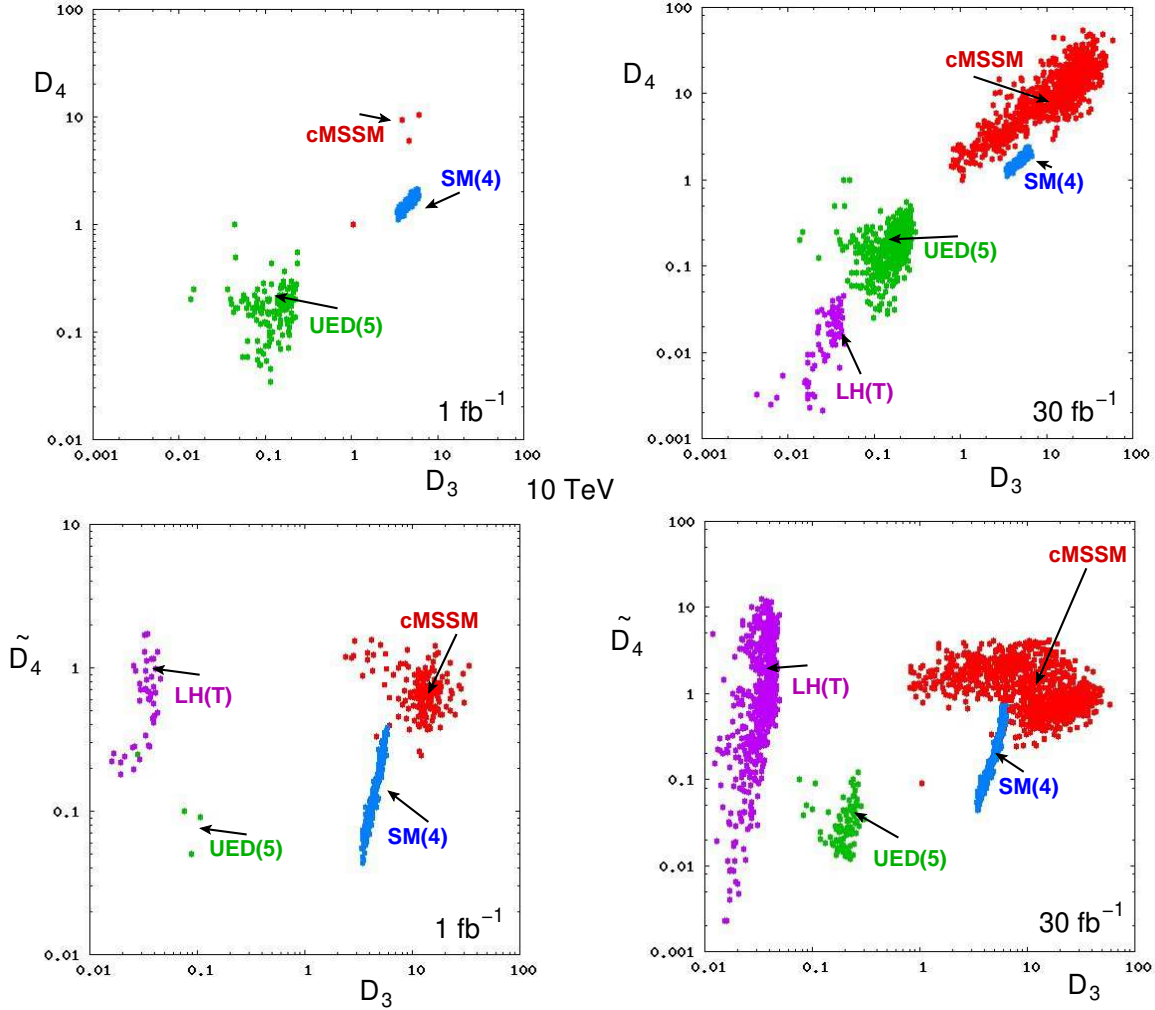 100
D₄
10
1
0.1
0.01
cMSSM
SM(4)
UED(5)
1 fb⁻¹
0.001 0.01 0.1 1 10 100
D₃
100
D₄
10
1
0.1
0.01
0.001
cMSSM
SM(4)
UED(5)
LH(T)
30 fb⁻¹
0.001 0.01 0.1 1 10 100
D₃
10 TeV
10
D̃₄
1
0.1
0.01
cMSSM
LH(T)
UED(5)
SM(4)
1 fb⁻¹
0.01 0.1 1 10 100
D₃
100
D̃₄
10
1
0.1
0.01
0.001
cMSSM
LH(T)
SM(4)
UED(5)
30 fb⁻¹
0.01 0.1 1 10 100
D₃